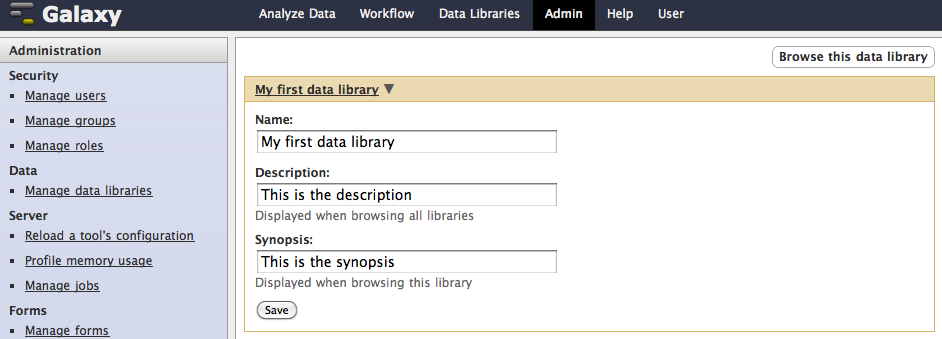 Galaxy
Analyze Data Workflow Data Libraries Admin Help User
Administration
Security
Manage users
Manage groups
Manage roles
Data
Manage data libraries
Server
Reload a tool's configuration
Profile memory usage
Manage jobs
Forms
Manage forms
Browse this data library
My first data library ▼
Name:
My first data library
Description:
This is the description
Displayed when browsing all libraries
Synopsis:
This is the synopsis
Displayed when browsing this library
Save